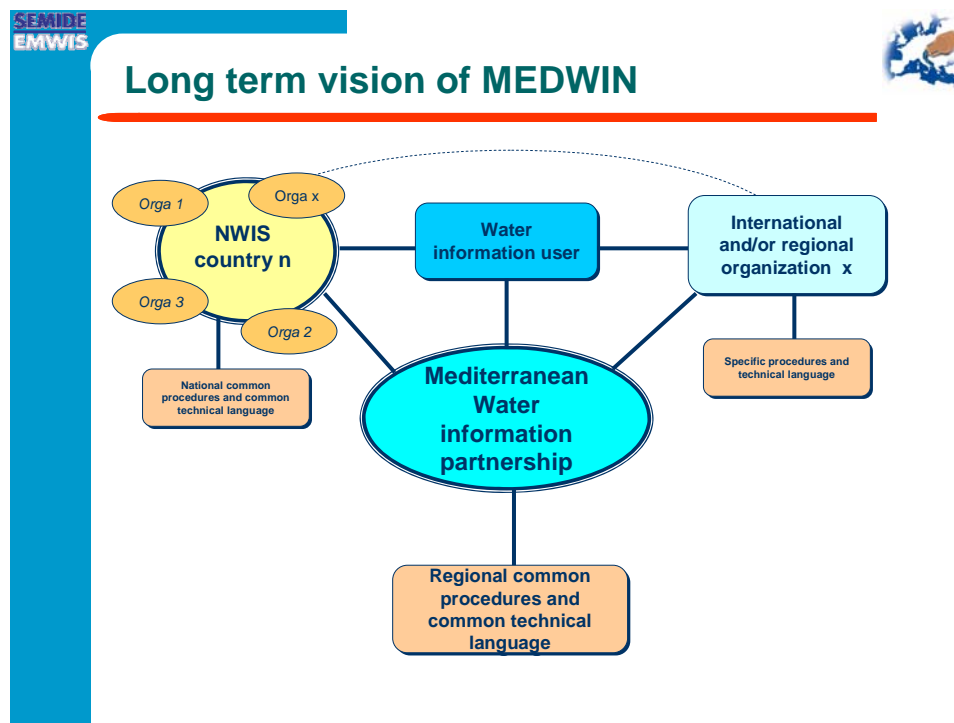 SEMIDE
EMWIS
Long term vision of MEDWIN
Orga 1
Orga x
NWIS
country n
Orga 3
Orga 2
Water
information user
International
and/or regional
organization x
National common
procedures and common
technical language
Specific procedures and
technical language
Mediterranean
Water
information
partnership
Regional common
procedures and
common technical
language